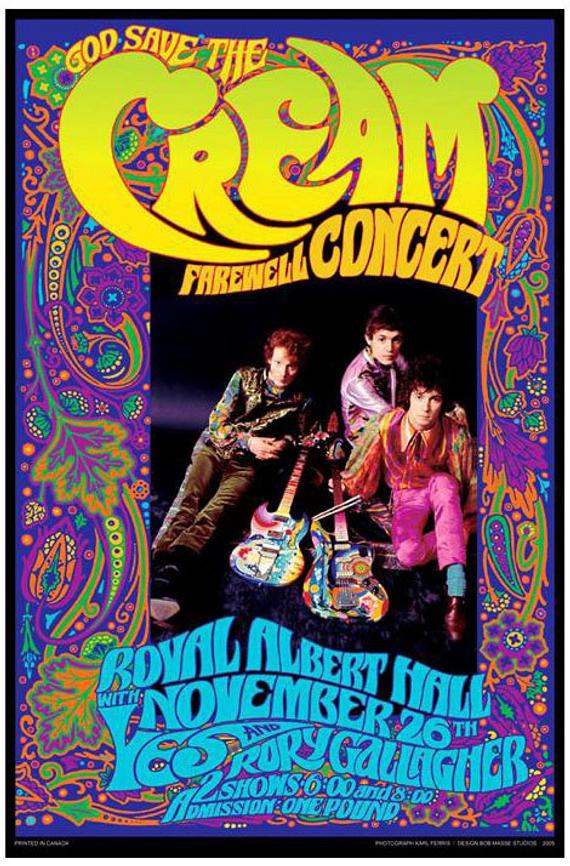 GOD SAVE THE
CREAM
FAREWELL CONCERT
ROYAL ALBERT HALL
WITH NOVEMBER 26TH
YES AND RORY GALLAGHER
2 SHOWS 6·00 and 8·00
ADMISSION·ONE POUND
PRINTED IN CANADA
PHOTOGRAPH KARL FERRIS | DESIGN BOB MASSE STUDIOS 2005